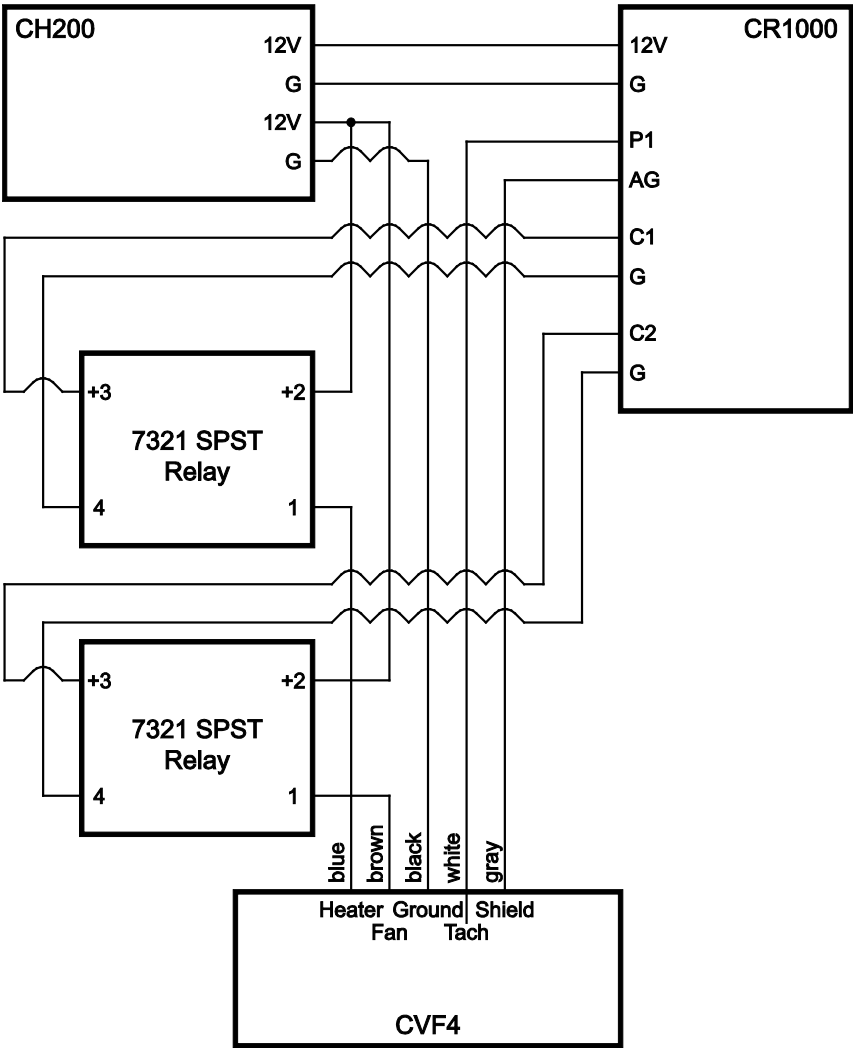 CH200
12V
G
12V
G
CR1000
12V
G
P1
AG
C1
G
C2
G
+3
+2
7321 SPST
Relay
4
1
+3
+2
7321 SPST
Relay
4
1
blue
brown
black
white
gray
Heater Ground Shield
Fan Tach
CVF4